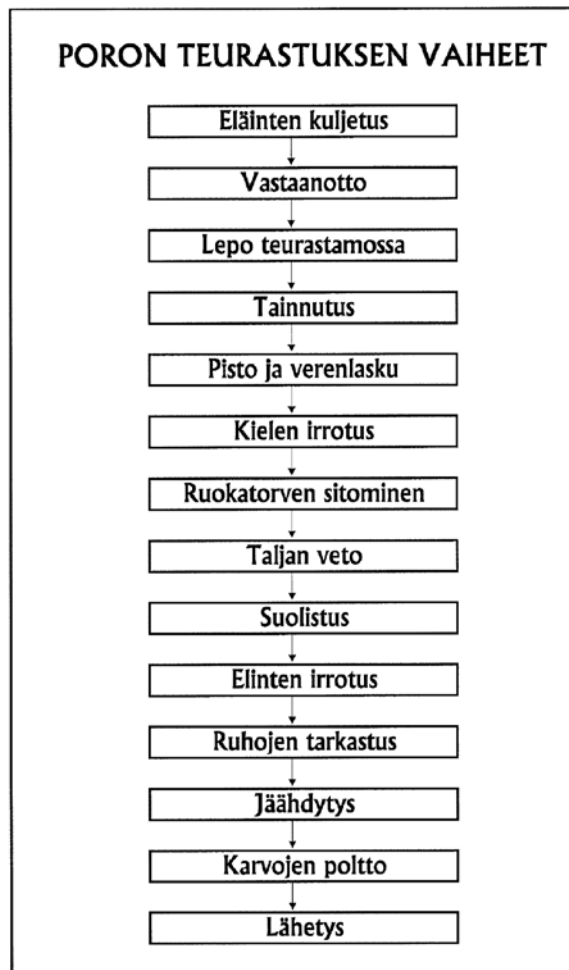 PORON TEURASTUKSEN VAIHEET
Eläinten kuljetus
Vastaanotto
Lepo teurastamossa
Tainnutus
Pisto ja verenlasku
Kielen irrotus
Ruokatorven sitominen
Taljan veto
Suolistus
Elinten irrotus
Ruhojen tarkastus
Jäähdytys
Karvojen poltto
Lähetys